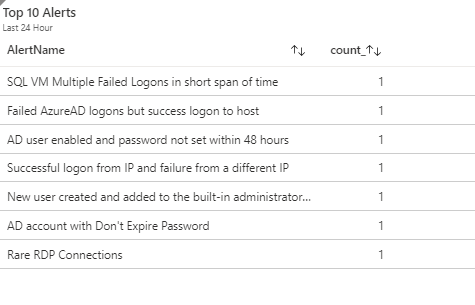 Top 10 Alerts
Last 24 Hour
AlertName ↑↓ count_↑↓
SQL VM Multiple Failed Logons in short span of time 1
Failed AzureAD logons but success logon to host 1
AD user enabled and password not set within 48 hours 1
Successful logon from IP and failure from a different IP 1
New user created and added to the built-in administrator... 1
AD account with Don't Expire Password 1
Rare RDP Connections 1